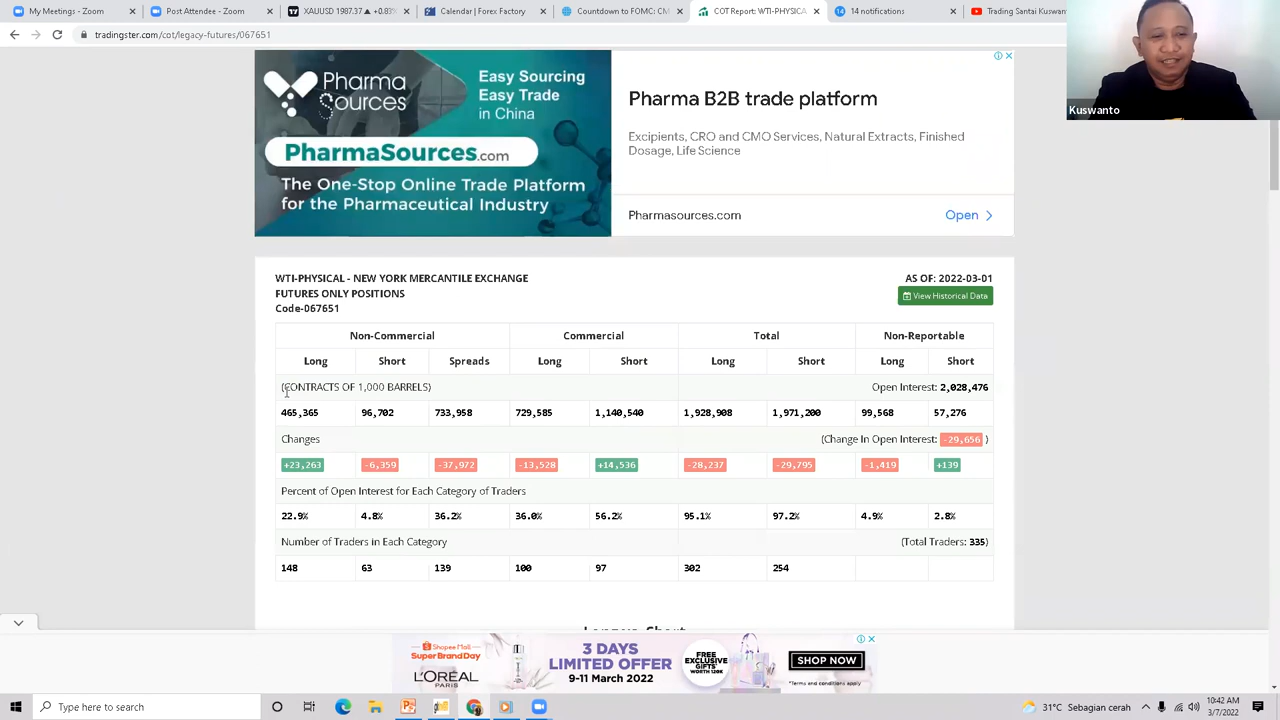 My Meetings - Zoom
Post Attendee - Zoom
XAUUSD 1987.37 ▲ +0.83%
Calendar | Forex Factory
Countdown to FOMC: CM
COT Report: WTI-PHYSICA
14 notifications
Trading Santai Kuswan
tradingster.com/cot/legacy-futures/067651
Kuswanto
Pharma
Sources
Easy Sourcing
Easy Trade
in China
PharmaSources.com
The One-Stop Online Trade Platform
for the Pharmaceutical Industry
Pharma B2B trade platform
Excipients, CRO and CMO Services, Natural Extracts, Finished
Dosage, Life Science
Pharmasources.com
Open
WTI-PHYSICAL - NEW YORK MERCANTILE EXCHANGE
FUTURES ONLY POSITIONS
Code-067651
AS OF: 2022-03-01
View Historical Data
Non-Commercial Commercial Total Non-Reportable
Long Short Spreads Long Short Long Short Long Short
(CONTRACTS OF 1,000 BARRELS) Open Interest: 2,028,476
465,365 96,702 733,958 729,585 1,140,540 1,928,908 1,971,200 99,568 57,276
Changes (Change In Open Interest: -29,656 )
+23,263 -6,359 -37,972 -13,528 +14,536 -28,237 -29,795 -1,419 +139
Percent of Open Interest for Each Category of Traders
22.9% 4.8% 36.2% 36.0% 56.2% 95.1% 97.2% 4.9% 2.8%
Number of Traders in Each Category (Total Traders: 335)
148 63 139 100 97 302 254
Shopee Mall
Super Brand Day
L'ORÉAL
PARIS
3 DAYS
LIMITED OFFER
9-11 March 2022
FREE
EXCLUSIVE
GIFTS
WORTH 120K
SHOP NOW
*Terms and conditions apply
Type here to search
31°C Sebagian cerah
10:42 AM
3/7/2022